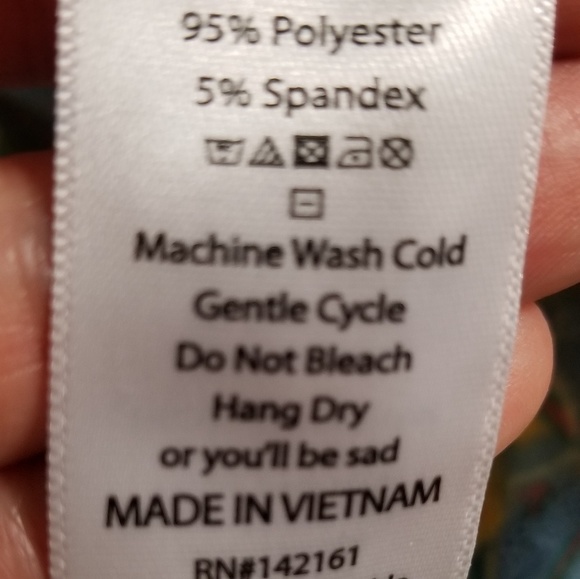 95% Polyester
5% Spandex
Machine Wash Cold
Gentle Cycle
Do Not Bleach
Hang Dry
or you'll be sad
MADE IN VIETNAM
RN#142161